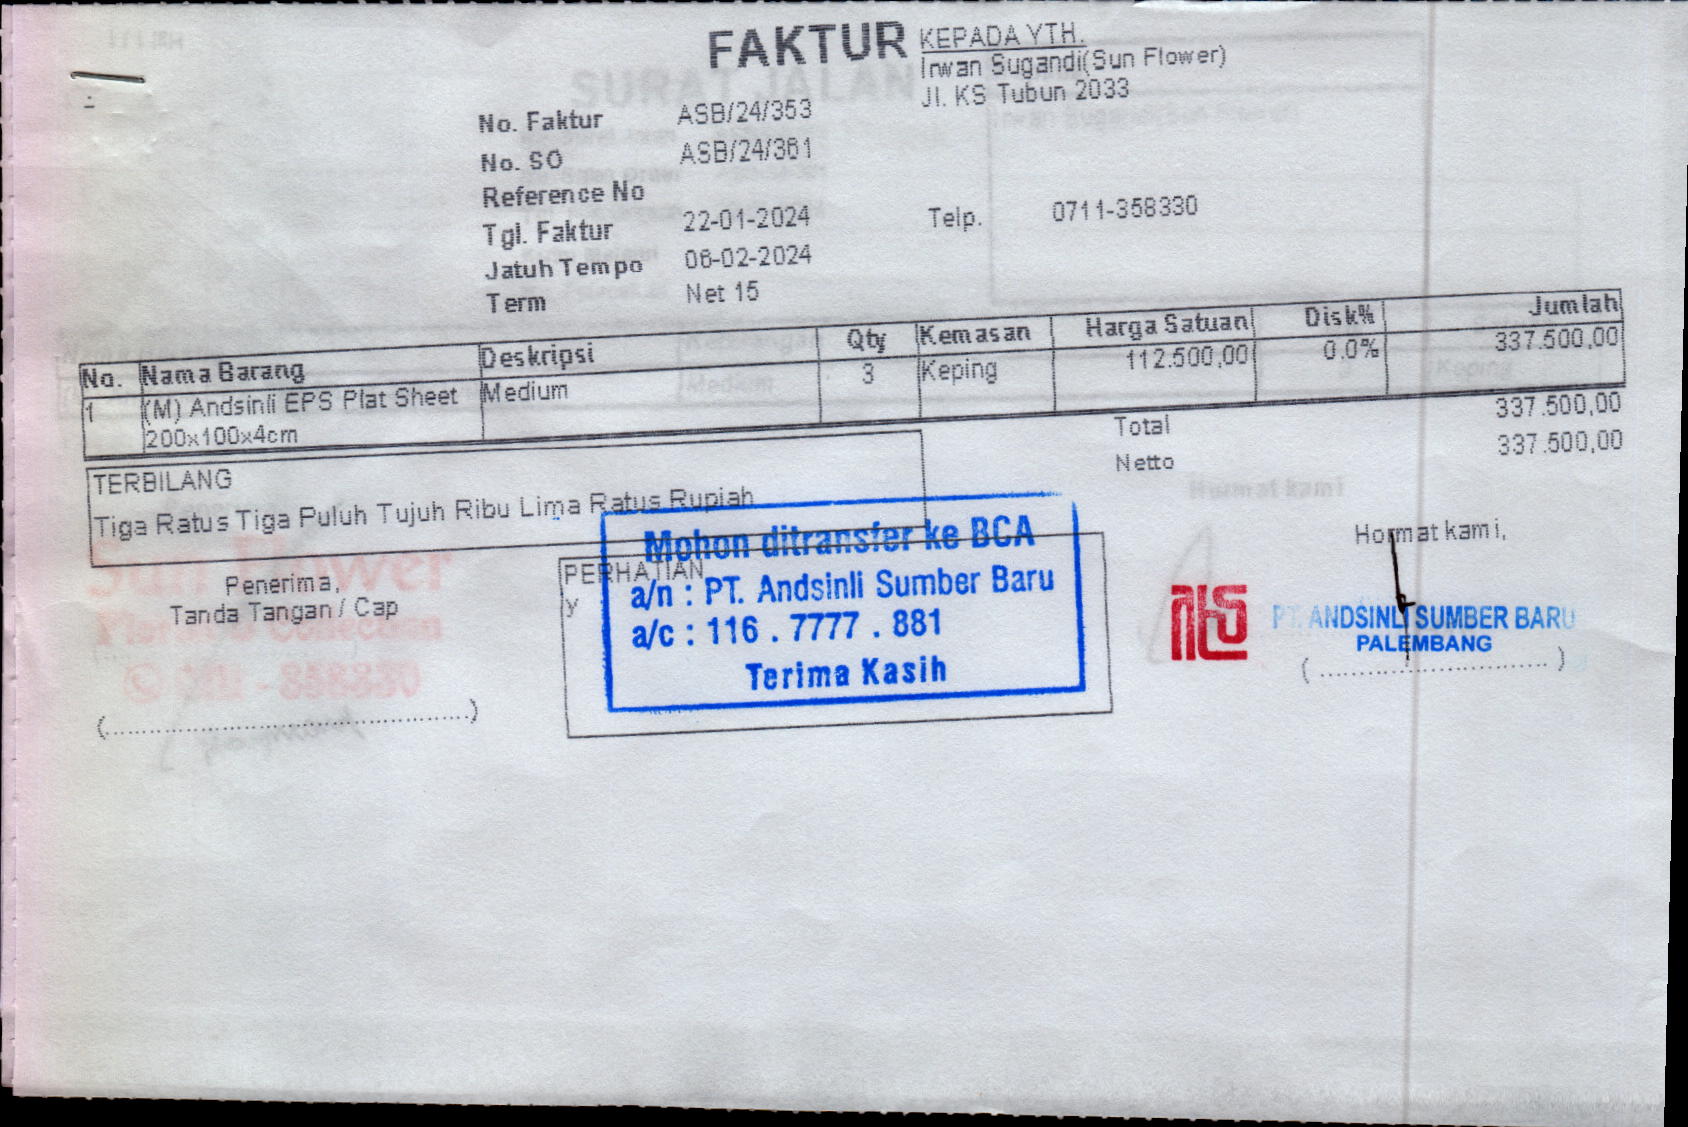 FAKTUR
KEPADA YTH.
Irwan Sugandi(Sun Flower)
Jl. KS Tubun 2033
No. Faktur ASB/24/353
No. SO ASB/24/361
Reference No
Tgl. Faktur 22-01-2024 Telp. 0711-358330
Jatuh Tempo 06-02-2024
Term Net 15
No. Nama Barang Deskripsi Qty Kemasan Harga Satuan Disk% Jumlah
1 (M) Andsinli EPS Plat Sheet Medium 3 Keping 112.500,00 0.0% 337.500,00
200x100x4cm
Total 337.500,00
Netto 337.500,00
TERBILANG
Tiga Ratus Tiga Puluh Tujuh Ribu Lima Ratus Rupiah
Penerima,
Tanda Tangan / Cap
(........................................)
PERHATIAN
y
Mohon ditransfer ke BCA
a/n : PT. Andsinli Sumber Baru
a/c : 116 . 7777 . 881
Terima Kasih
Hormat kami,
PT. ANDSINLI SUMBER BARU
PALEMBANG
(................................)